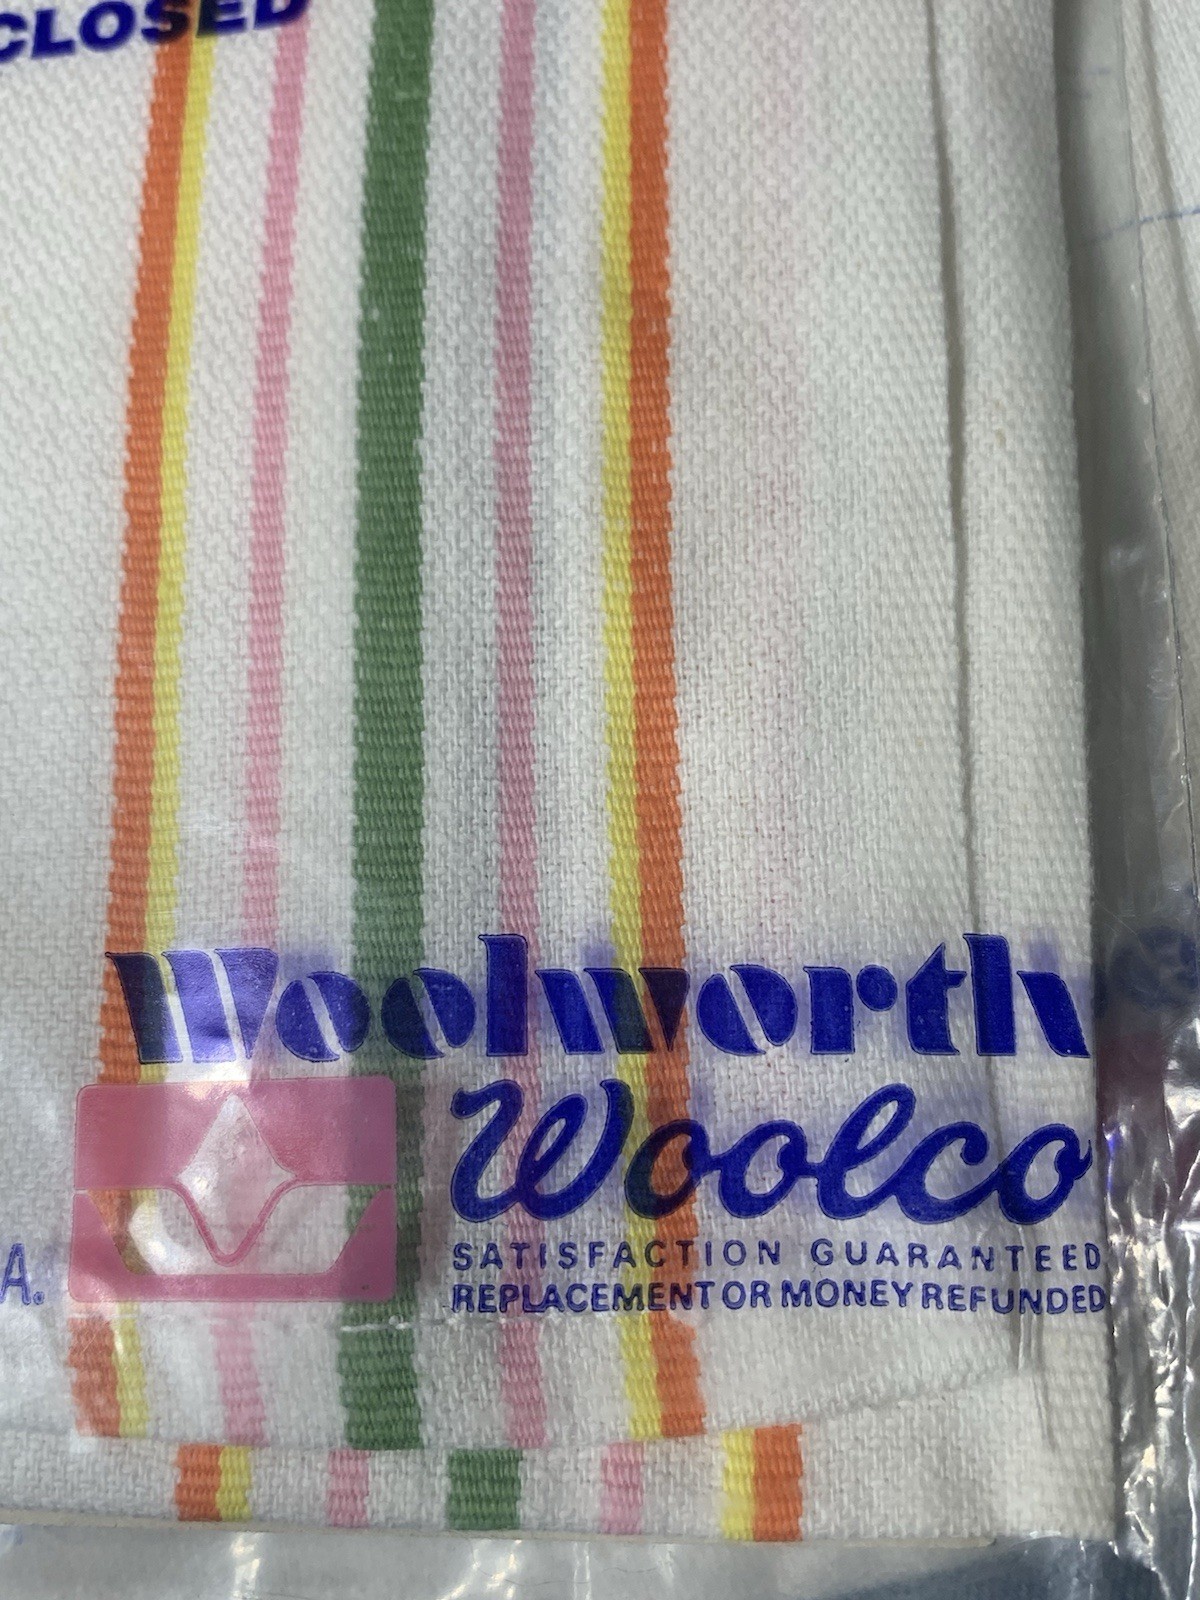 CLOSED
Woolworth
Woolco
A.
SATISFACTION GUARANTEED
REPLACEMENT OR MONEY REFUNDED